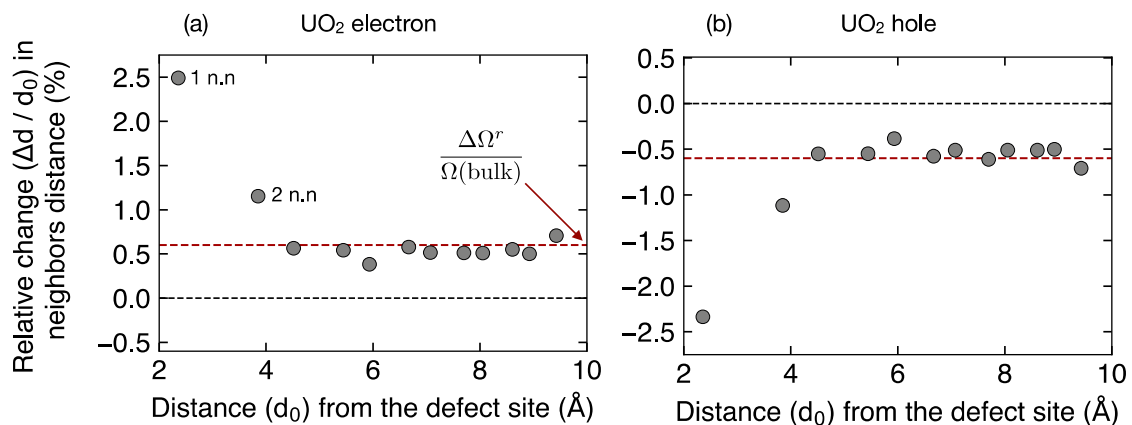 (a) UO₂ electron
(b) UO₂ hole
Relative change (Δd / d₀) in
neighbors distance (%)
2.5
2.0
1.5
1.0
0.5
0.0
−0.5
1 n.n
2 n.n
ΔΩʳ
Ω(bulk)
2 4 6 8 10
Distance (d₀) from the defect site (Å)
0.5
0.0
−0.5
−1.0
−1.5
−2.0
−2.5
2 4 6 8 10
Distance (d₀) from the defect site (Å)